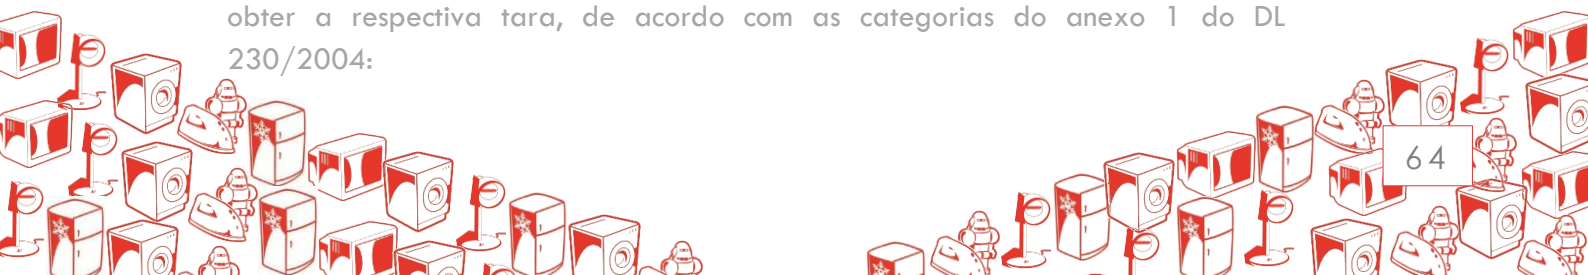 obter a respectiva tara, de acordo com as categorias do anexo 1 do DL
230/2004:
64